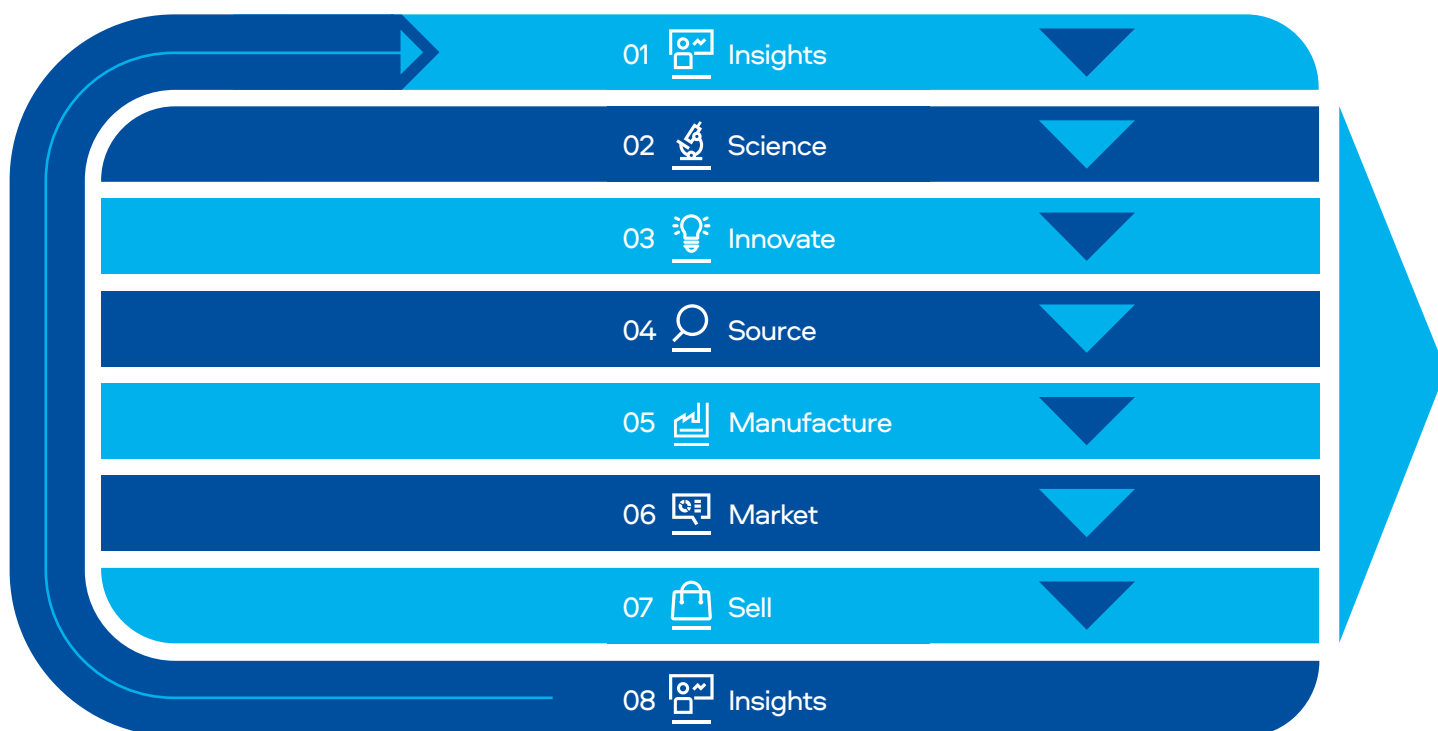 01 Insights
02 Science
03 Innovate
04 Source
05 Manufacture
06 Market
07 Sell
08 Insights